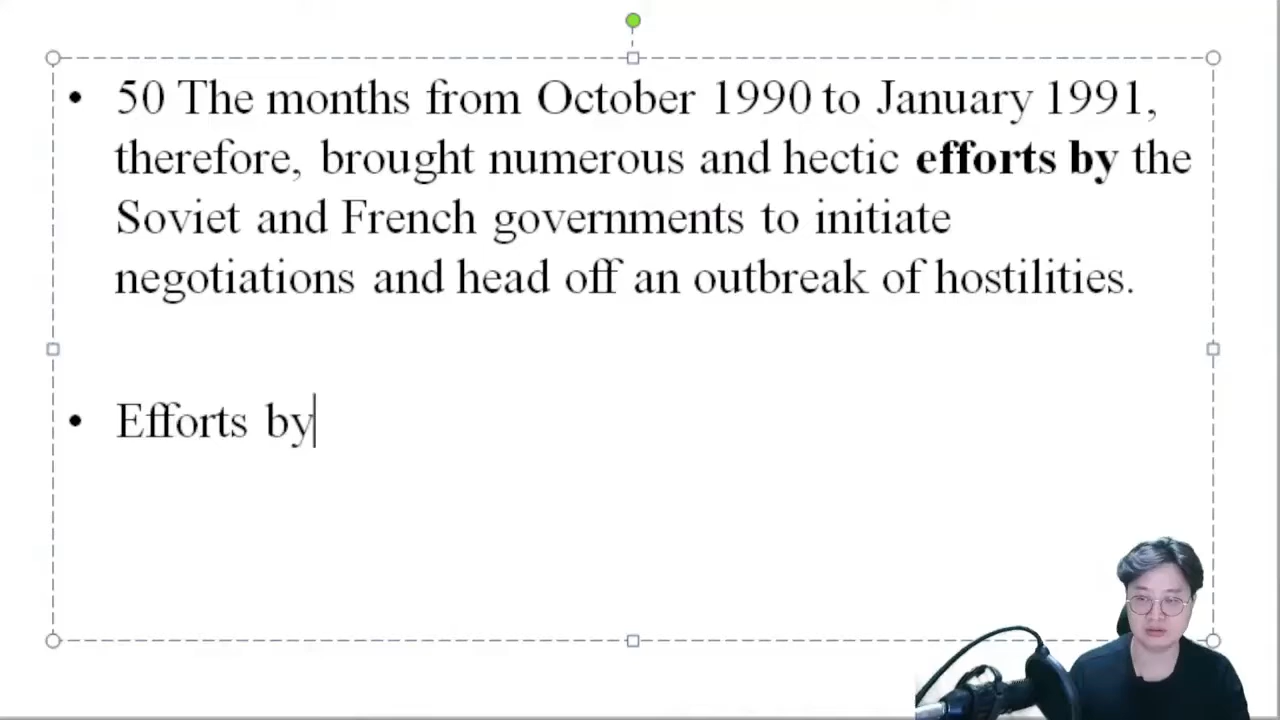 • 50 The months from October 1990 to January 1991,
therefore, brought numerous and hectic efforts by the
Soviet and French governments to initiate
negotiations and head off an outbreak of hostilities.
• Efforts by